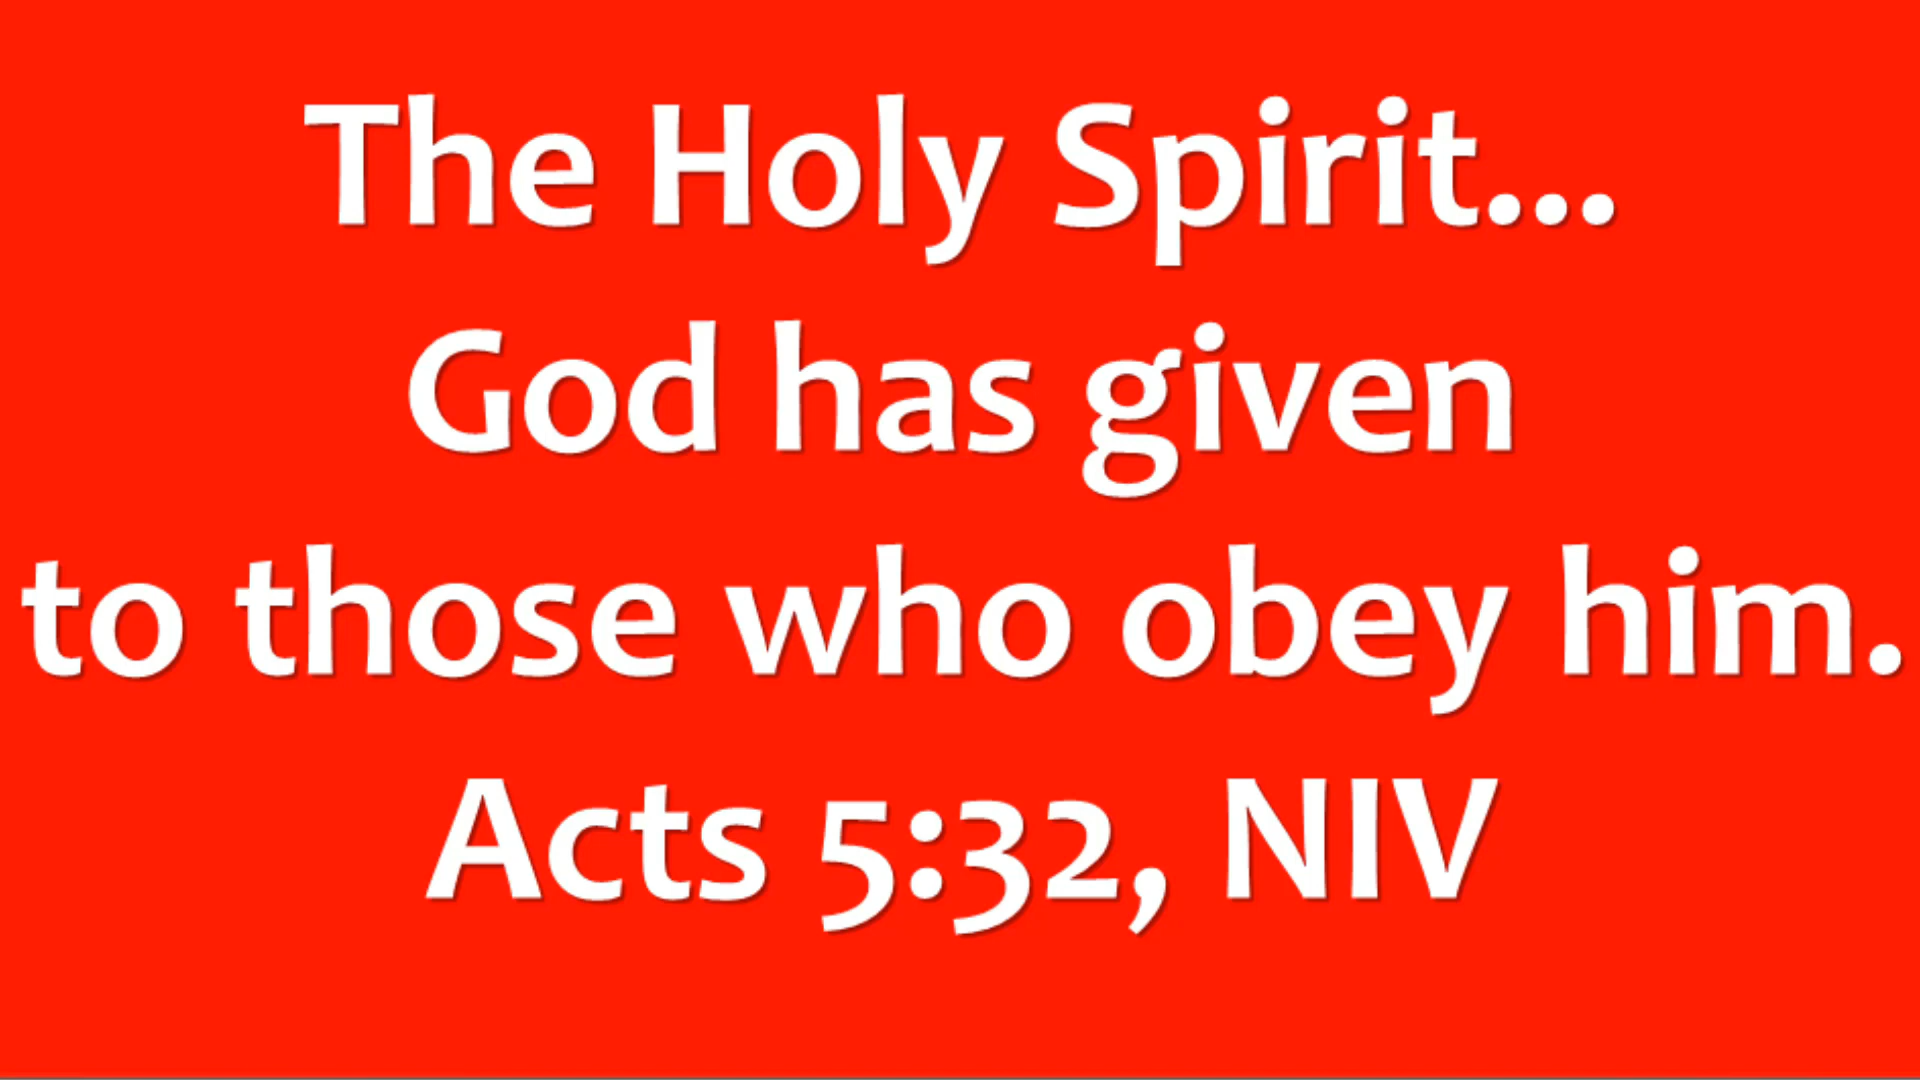 The Holy Spirit...
God has given
to those who obey him.
Acts 5:32, NIV